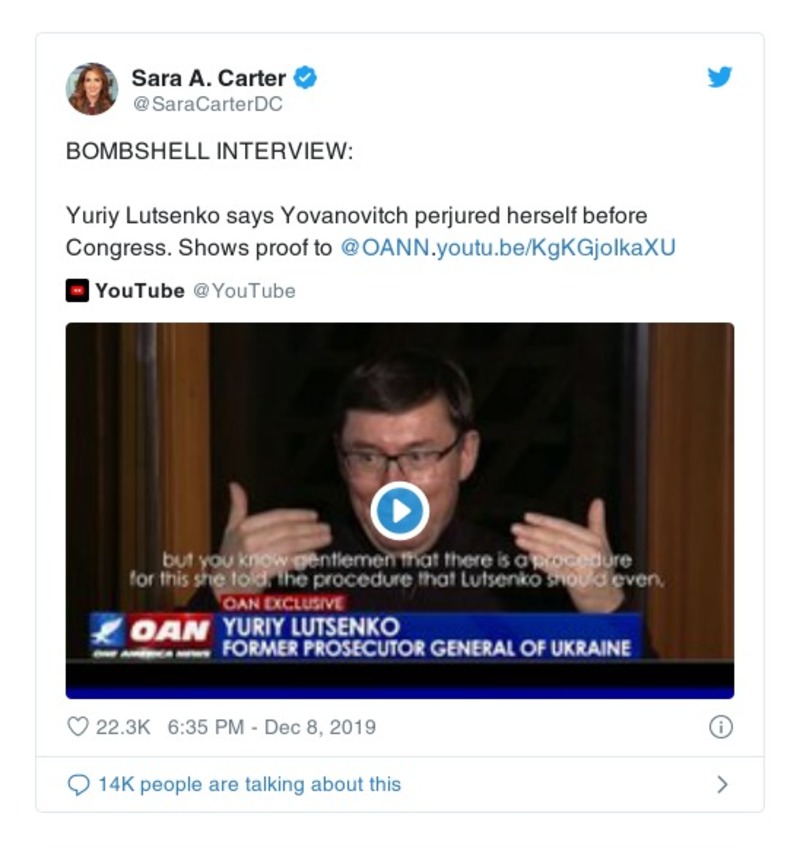 Sara A. Carter
@SaraCarterDC
BOMBSHELL INTERVIEW:
Yuriy Lutsenko says Yovanovitch perjured herself before
Congress. Shows proof to @OANN.youtu.be/KgKGjolkaXU
YouTube @YouTube
but you know gentlemen that there is a procedure
for this she told, the procedure that Lutsenko should even,
OAN EXCLUSIVE
OAN YURIY LUTSENKO
ONE AMERICA NEWS FORMER PROSECUTOR GENERAL OF UKRAINE
22.3K 6:35 PM - Dec 8, 2019
14K people are talking about this